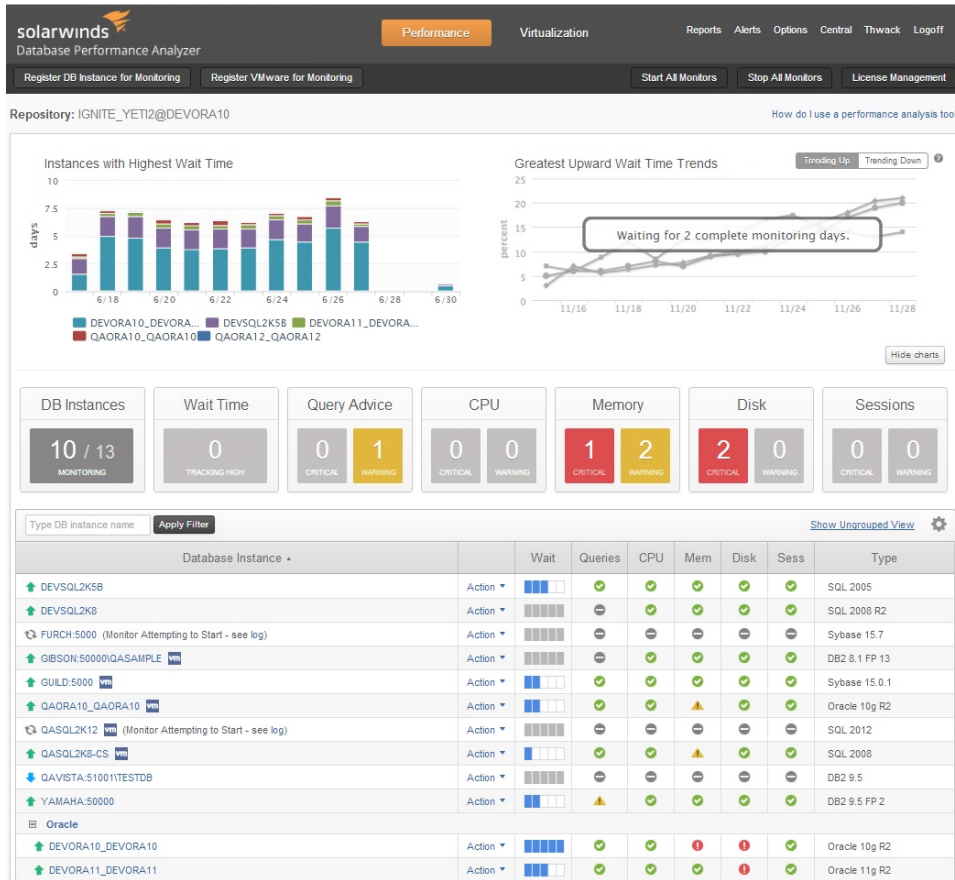 solarwinds
Database Performance Analyzer
Performance
Virtualization
Reports Alerts Options Central Thwack Logoff
Register DB Instance for Monitoring
Register VMware for Monitoring
Start All Monitors
Stop All Monitors
License Management
Repository: IGNITE_YETI2@DEVORA10
How do I use a performance analysis tool
Instances with Highest Wait Time
10
7.5
5
2.5
0
days
6/18 6/20 6/22 6/24 6/26 6/28 6/30
DEVORA10_DEVORA... DEVSQL2K5B DEVORA11_DEVORA...
QAORA10_QAORA10 QAORA12_QAORA12
Greatest Upward Wait Time Trends
Trending Up Trending Down ?
25
20
15
10
5
0
percent
Waiting for 2 complete monitoring days.
11/16 11/18 11/20 11/22 11/24 11/26 11/28
Hide charts
DB Instances
10 / 13
MONITORING
Wait Time
0
TRACKING HIGH
Query Advice
0 1
CRITICAL WARNING
CPU
0 0
CRITICAL WARNING
Memory
1 2
CRITICAL WARNING
Disk
2 0
CRITICAL WARNING
Sessions
0 0
CRITICAL WARNING
Type DB instance name Apply Filter
Show Ungrouped View
Database Instance Wait Queries CPU Mem Disk Sess Type
DEVSQL2K5B Action SQL 2005
DEVSQL2K8 Action SQL 2008 R2
FURCH:5000 (Monitor Attempting to Start - see log) Action Sybase 15.7
GIBSON:50000\QASAMPLE vm Action DB2 8.1 FP 13
GUILD:5000 vm Action Sybase 15.0.1
QAORA10_QAORA10 vm Action Oracle 10g R2
QASQL2K12 vm (Monitor Attempting to Start - see log) Action SQL 2012
QASQL2K8-CS vm Action SQL 2008
QAVISTA:51001\TESTDB Action DB2 9.5
YAMAHA:50000 Action DB2 9.5 FP 2
Oracle
DEVORA10_DEVORA10 Action Oracle 10g R2
DEVORA11_DEVORA11 Action Oracle 11g R2